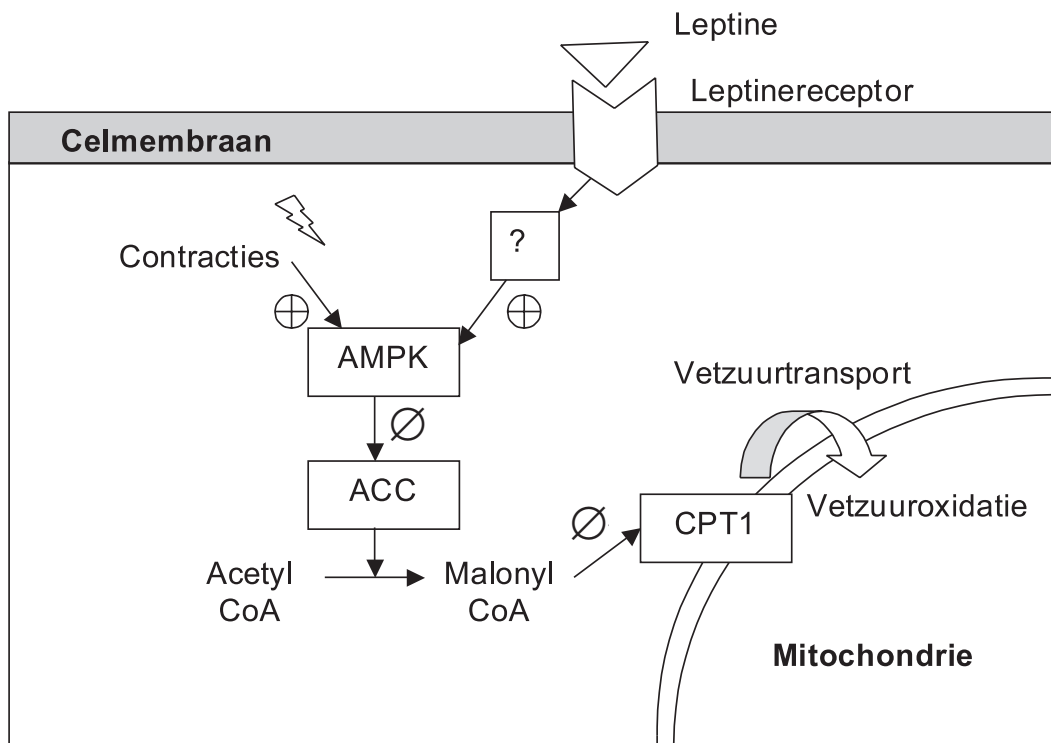 Leptine
Leptinereceptor
Celmembraan
?
Contracties
AMPK
Vetzuurtransport
ACC
CPT1
Vetzuuroxidatie
Acetyl
CoA
Malonyl
CoA
Mitochondrie